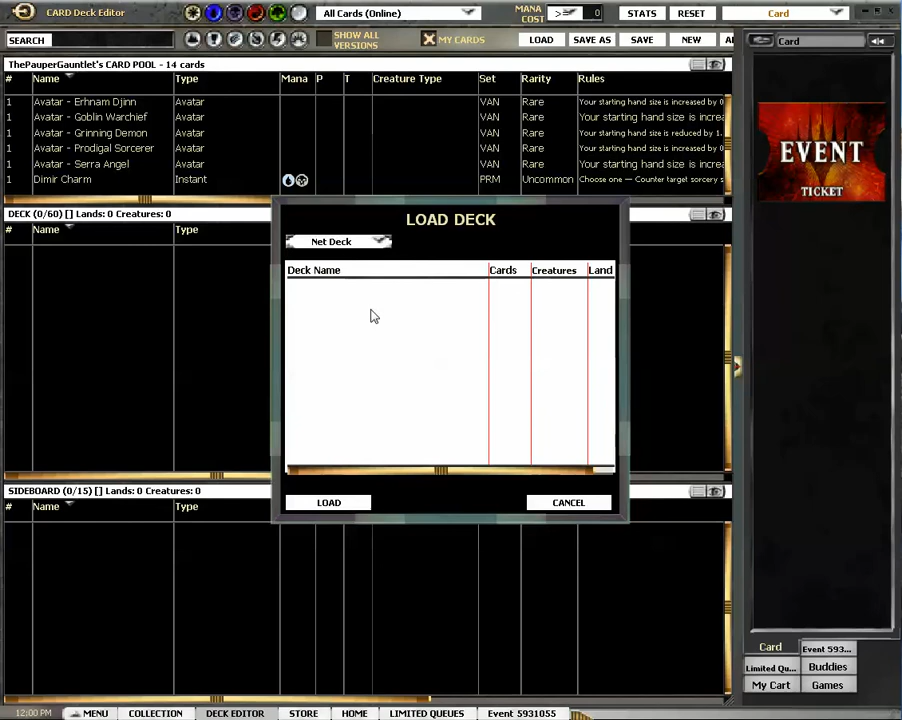 CARD Deck Editor
All Cards (Online)
MANA COST
>=
0
STATS
RESET
Card
SEARCH
SHOW ALL VERSIONS
MY CARDS
LOAD
SAVE AS
SAVE
NEW
Card
ThePauperGauntlet's CARD POOL - 14 cards
# Name Type Mana P T Creature Type Set Rarity Rules
1 Avatar - Erhnam Djinn Avatar VAN Rare Your starting hand size is increased by 0
1 Avatar - Goblin Warchief Avatar VAN Rare Your starting hand size is increa
1 Avatar - Grinning Demon Avatar VAN Rare Your starting hand size is reduced by 1.
1 Avatar - Prodigal Sorcerer Avatar VAN Rare Your starting hand size is increased by 0
1 Avatar - Serra Angel Avatar VAN Rare Your starting hand size is increa
1 Dimir Charm Instant PRM Uncommon Choose one — Counter target sorcery s
EVENT
TICKET
DECK (0/60) [] Lands: 0 Creatures: 0
# Name Type
LOAD DECK
Net Deck
Deck Name Cards Creatures Land
LOAD
CANCEL
SIDEBOARD (0/15) [] Lands: 0 Creatures: 0
# Name Type Mana P T Creature Type Set Rarity Rules
Card
Event 593...
Limited Qu...
Buddies
My Cart
Games
12:00 PM
MENU
COLLECTION
DECK EDITOR
STORE
HOME
LIMITED QUEUES
Event 5931055